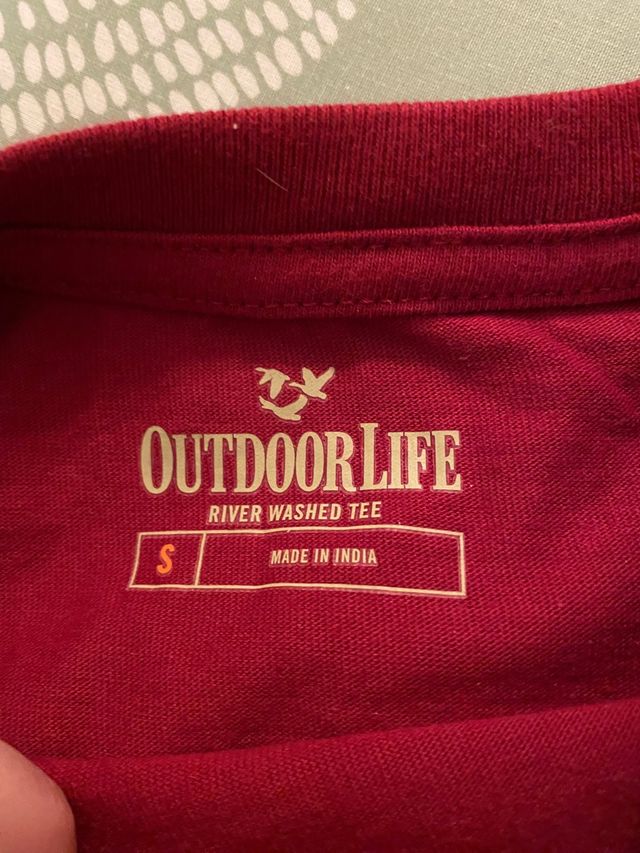 OUTDOORLIFE
RIVER WASHED TEE
S
MADE IN INDIA